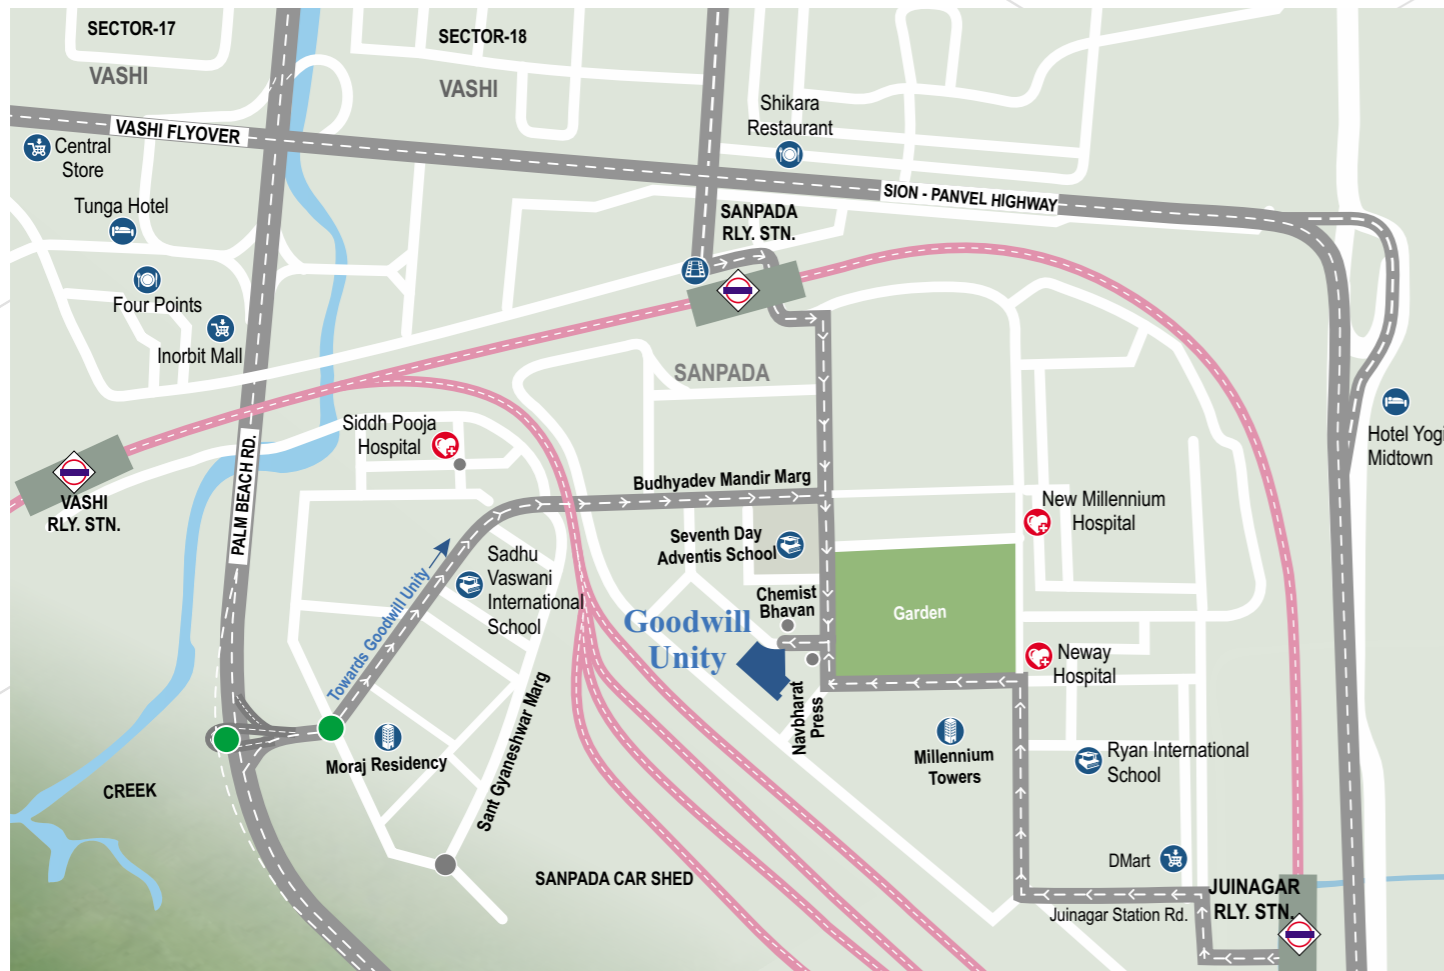 SECTOR-17
VASHI
SECTOR-18
VASHI
VASHI FLYOVER
Central
Store
Shikara
Restaurant
SION - PANVEL HIGHWAY
Tunga Hotel
SANPADA
RLY. STN.
Four Points
Inorbit Mall
SANPADA
Siddh Pooja
Hospital
Hotel Yogi
Midtown
PALM BEACH RD.
VASHI
RLY. STN.
Budhyadev Mandir Marg
New Millennium
Hospital
Seventh Day
Adventis School
Sadhu
Vaswani
International
School
Towards Goodwill Unity
Chemist
Bhavan
Goodwill
Unity
Garden
Neway
Hospital
Navbharat
Press
Sant Gyaneshwar Marg
Moraj Residency
Millennium
Towers
Ryan International
School
CREEK
SANPADA CAR SHED
DMart
JUINAGAR
RLY. STN.
Juinagar Station Rd.